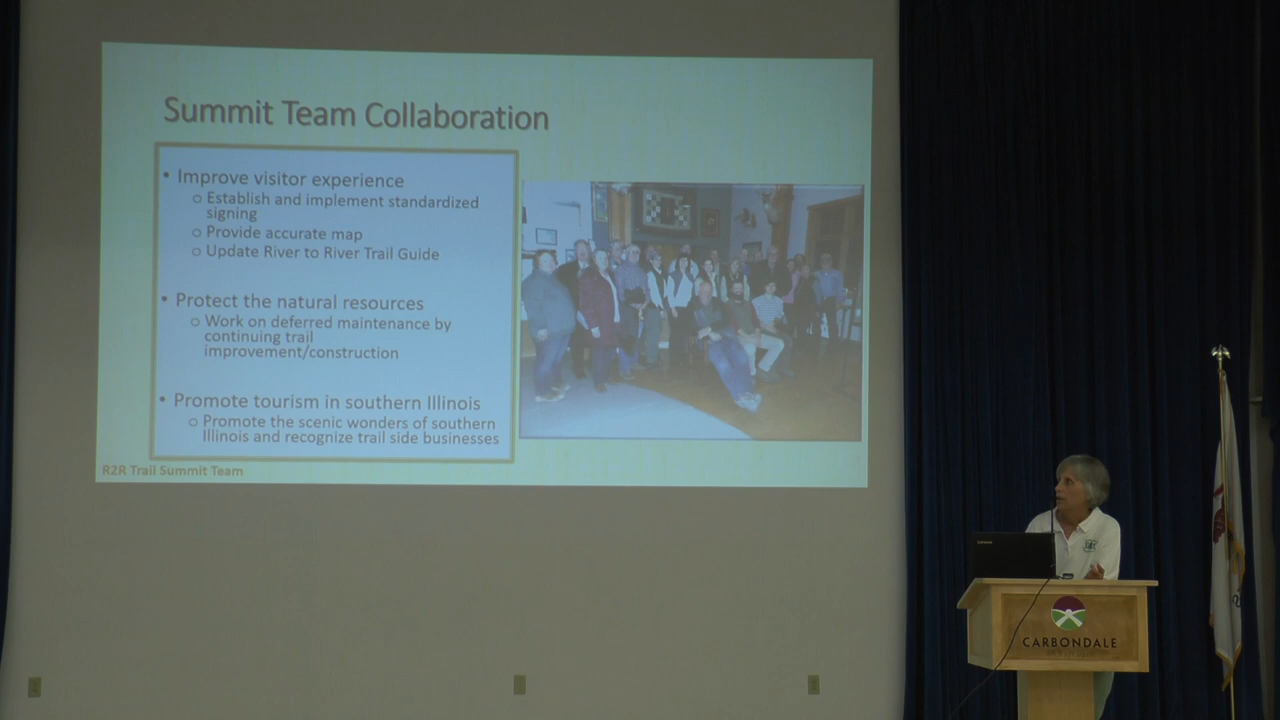 Summit Team Collaboration
• Improve visitor experience
o Establish and implement standardized
signing
o Provide accurate map
o Update River to River Trail Guide
• Protect the natural resources
o Work on deferred maintenance by
continuing trail
improvement/construction
• Promote tourism in southern Illinois
o Promote the scenic wonders of southern
Illinois and recognize trail side businesses
R2R Trail Summit Team
CARBONDALE